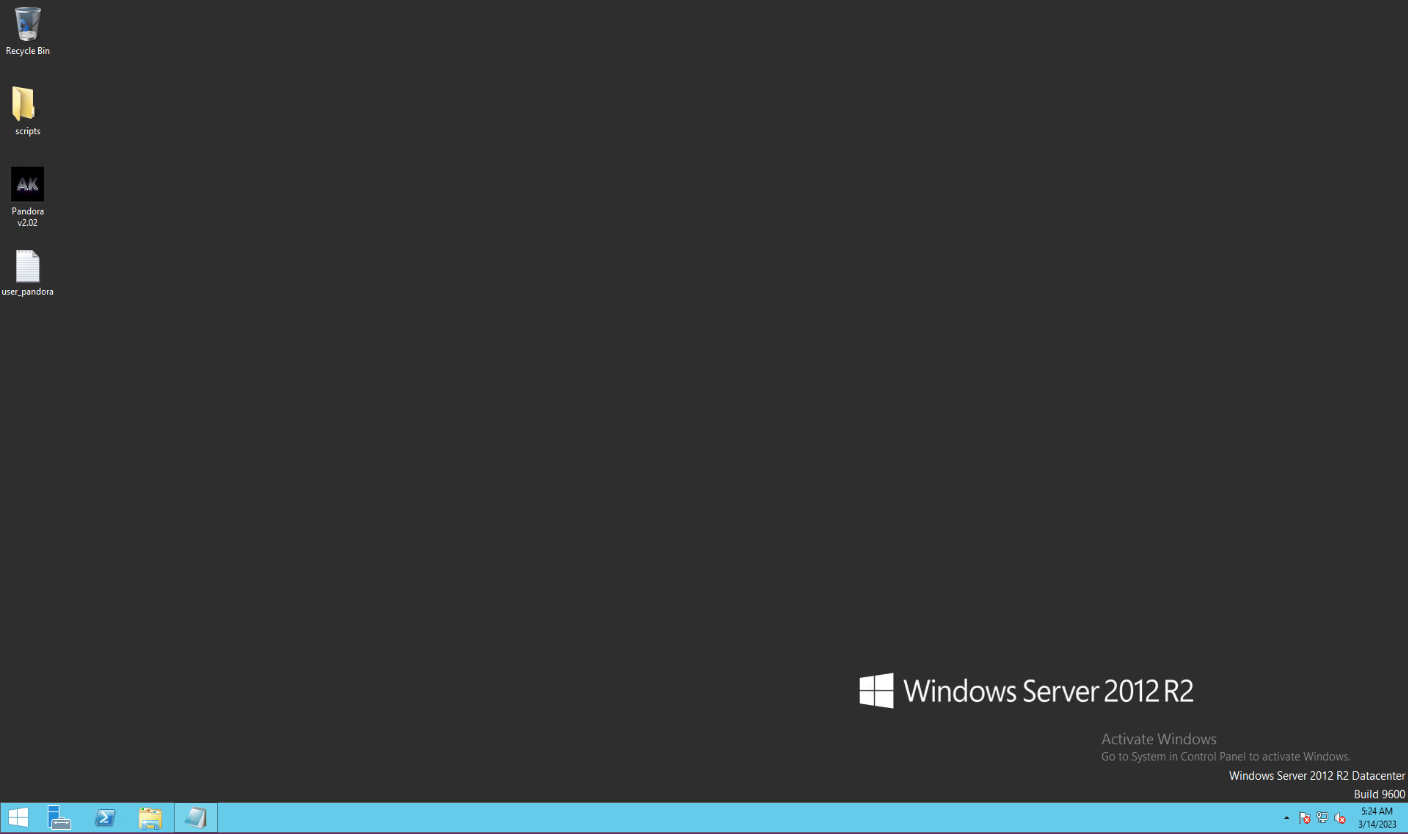 Recycle Bin
scripts
AK
Pandora
v2.02
user_pandora
Windows Server 2012 R2
Activate Windows
Go to System in Control Panel to activate Windows.
Windows Server 2012 R2 Datacenter
Build 9600
5:24 AM
3/14/2023